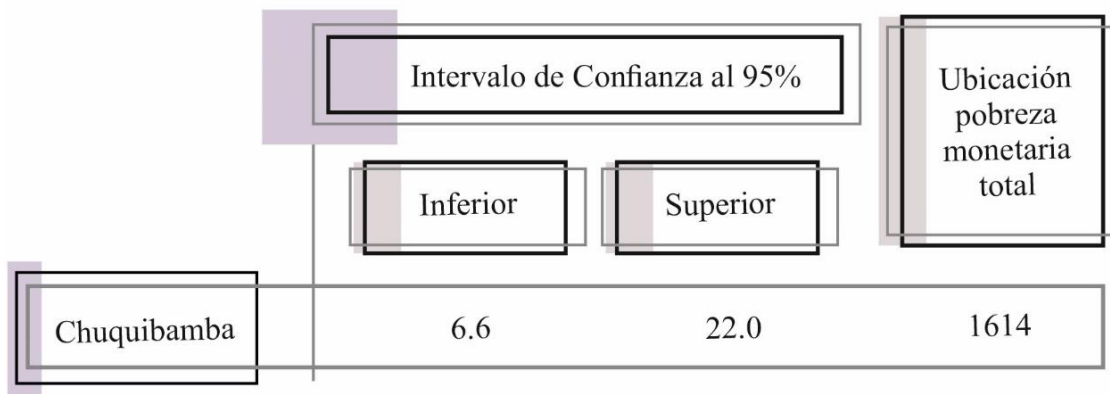 Intervalo de Confianza al 95%
Ubicación
pobreza
monetaria
total
Inferior
Superior
Chuquibamba
6.6
22.0
1614